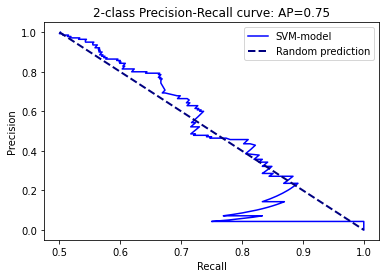 2-class Precision-Recall curve: AP=0.75
SVM-model
Random prediction
Precision
1.0
0.8
0.6
0.4
0.2
0.0
0.5 0.6 0.7 0.8 0.9 1.0
Recall